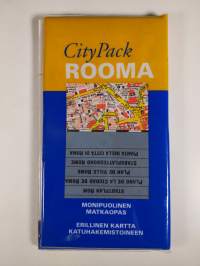 CityPack
ROOMA
PIANTA DELLA CITTÀ DI ROMA
STADSPLATTEGROND ROME
PLAN DE VILLE ROME
PLANO DE LA CIUDAD DE ROMA
STADTPLAN ROM
MONIPUOLINEN
MATKAOPAS
ERILLINEN KARTTA
KATUHAKEMISTOINEEN